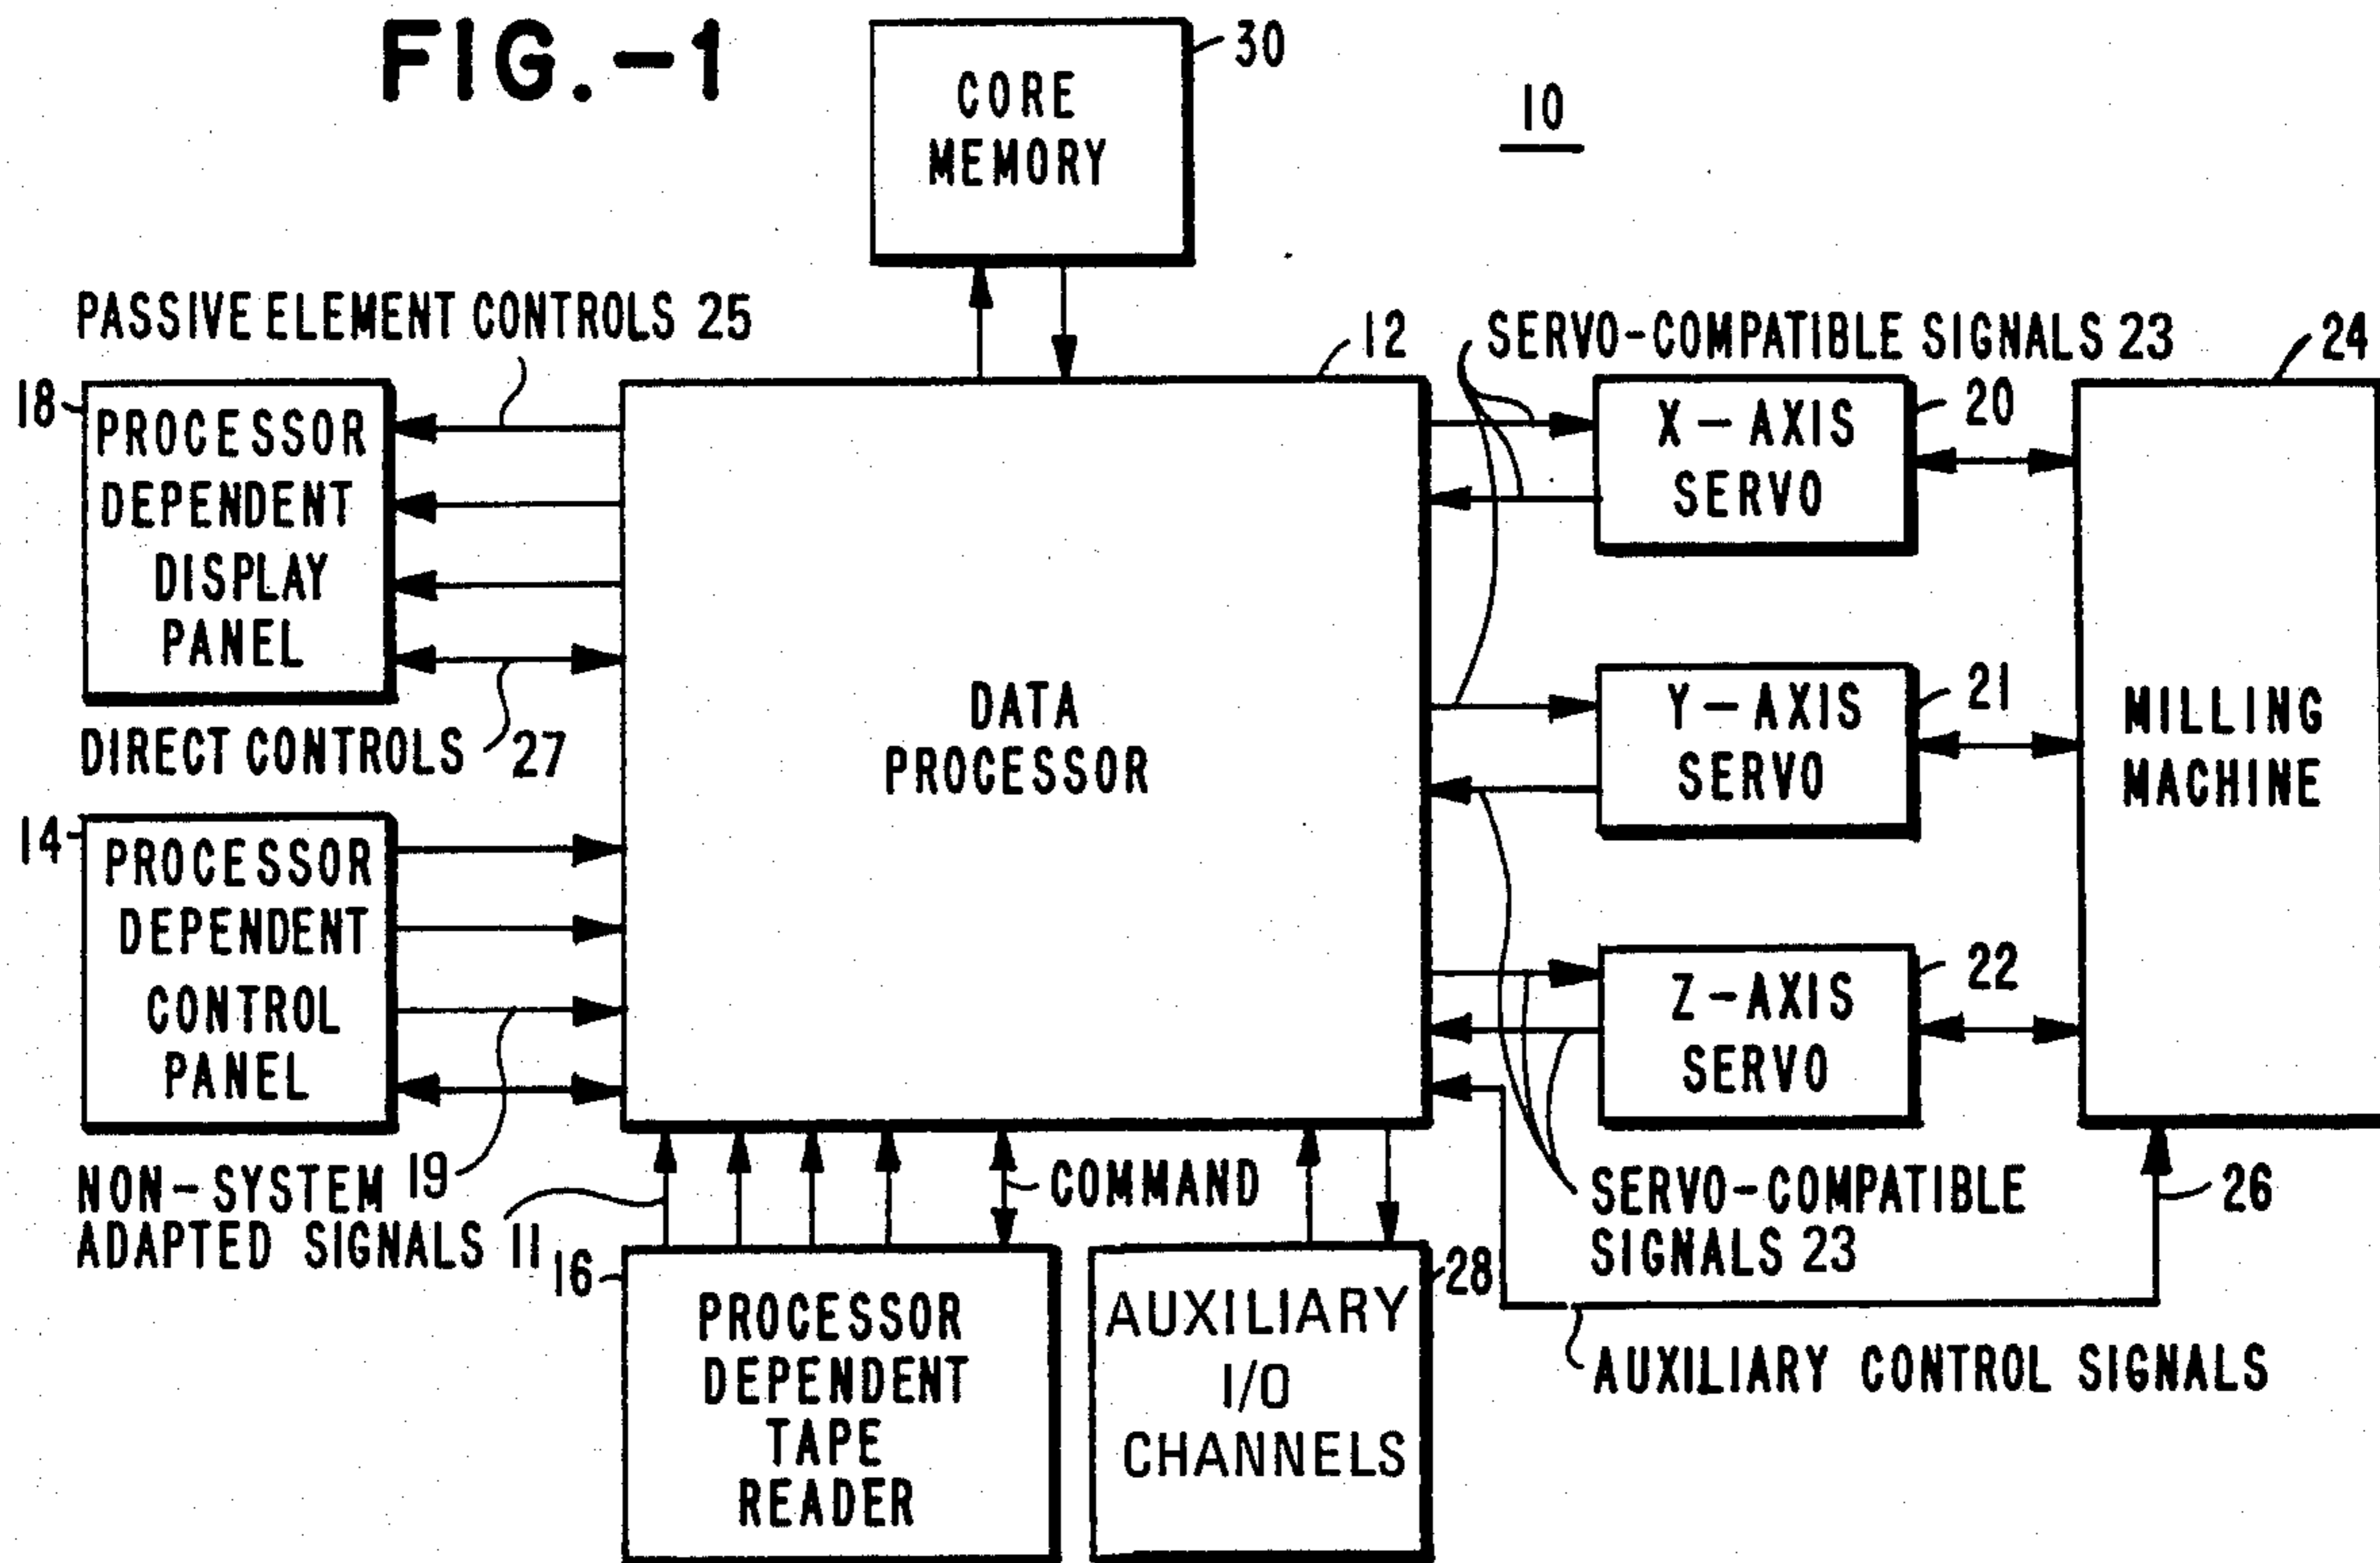 FIG.-1
CORE
MEMORY
30
10
PASSIVE ELEMENT CONTROLS 25
12
SERVO-COMPATIBLE SIGNALS 23
24
18
PROCESSOR
DEPENDENT
DISPLAY
PANEL
X-AXIS
SERVO
20
DIRECT CONTROLS 27
DATA
PROCESSOR
Y-AXIS
SERVO
21
MILLING
MACHINE
14
PROCESSOR
DEPENDENT
CONTROL
PANEL
Z-AXIS
SERVO
22
NON-SYSTEM 19
ADAPTED SIGNALS 11
COMMAND
SERVO-COMPATIBLE
SIGNALS 23
26
16
PROCESSOR
DEPENDENT
TAPE
READER
28
AUXILIARY
I/O
CHANNELS
AUXILIARY CONTROL SIGNALS